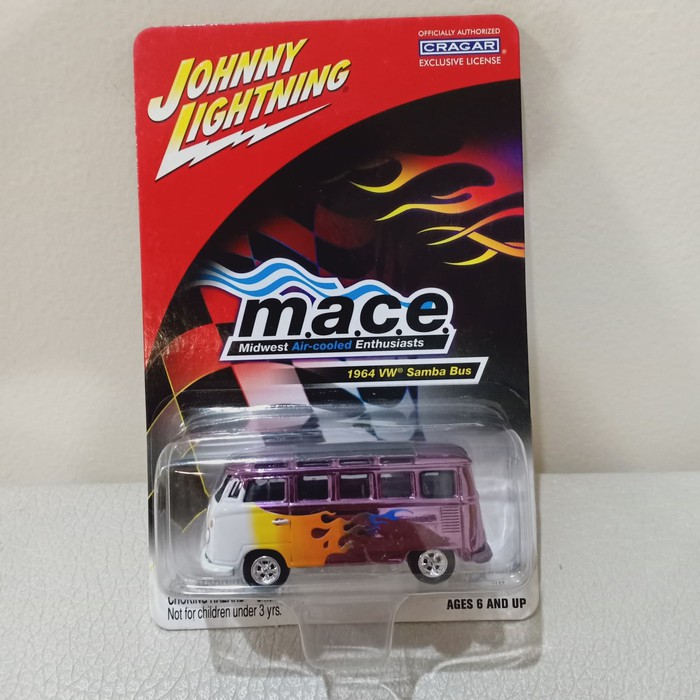 JOHNNY
LIGHTNING
OFFICIALLY AUTHORIZED
CRAGAR®
EXCLUSIVE LICENSE
m.a.c.e.
Midwest Air-cooled Enthusiasts
1964 VW® Samba Bus
Not for children under 3 yrs.
AGES 6 AND UP